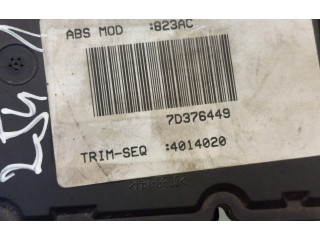 ABS MOD :823AC
7D376449
TRIM-SEQ :4014020